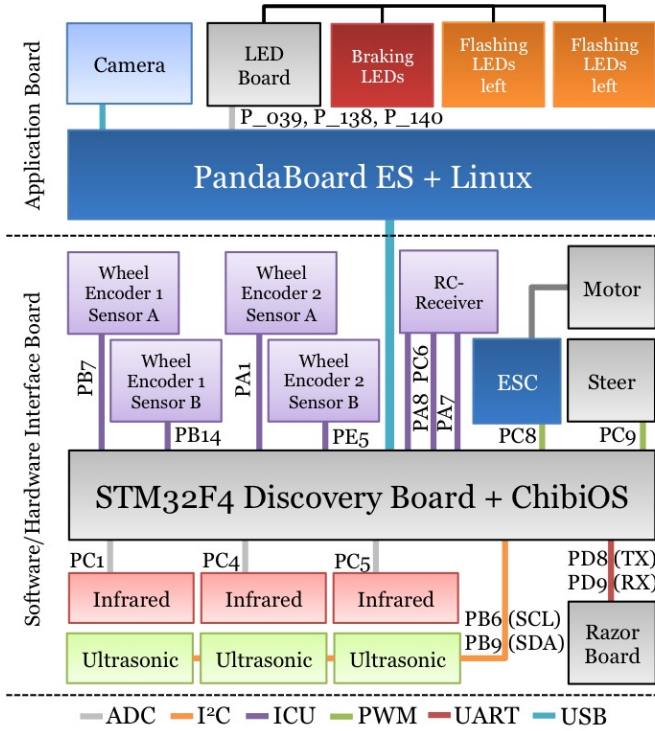 Application Board
Camera
LED
Board
Braking
LEDs
Flashing
LEDs
left
Flashing
LEDs
left
P_039, P_138, P_140
PandaBoard ES + Linux
Software/Hardware Interface Board
Wheel
Encoder 1
Sensor A
Wheel
Encoder 2
Sensor A
RC-
Receiver
Motor
Wheel
Encoder 1
Sensor B
Wheel
Encoder 2
Sensor B
ESC
Steer
PB7
PB14
PA1
PE5
PA8
PC6
PA7
PC8
PC9
STM32F4 Discovery Board + ChibiOS
PC1
PC4
PC5
PD8 (TX)
PD9 (RX)
Infrared
Infrared
Infrared
PB6 (SCL)
PB9 (SDA)
Ultrasonic
Ultrasonic
Ultrasonic
Razor
Board
ADC
I²C
ICU
PWM
UART
USB